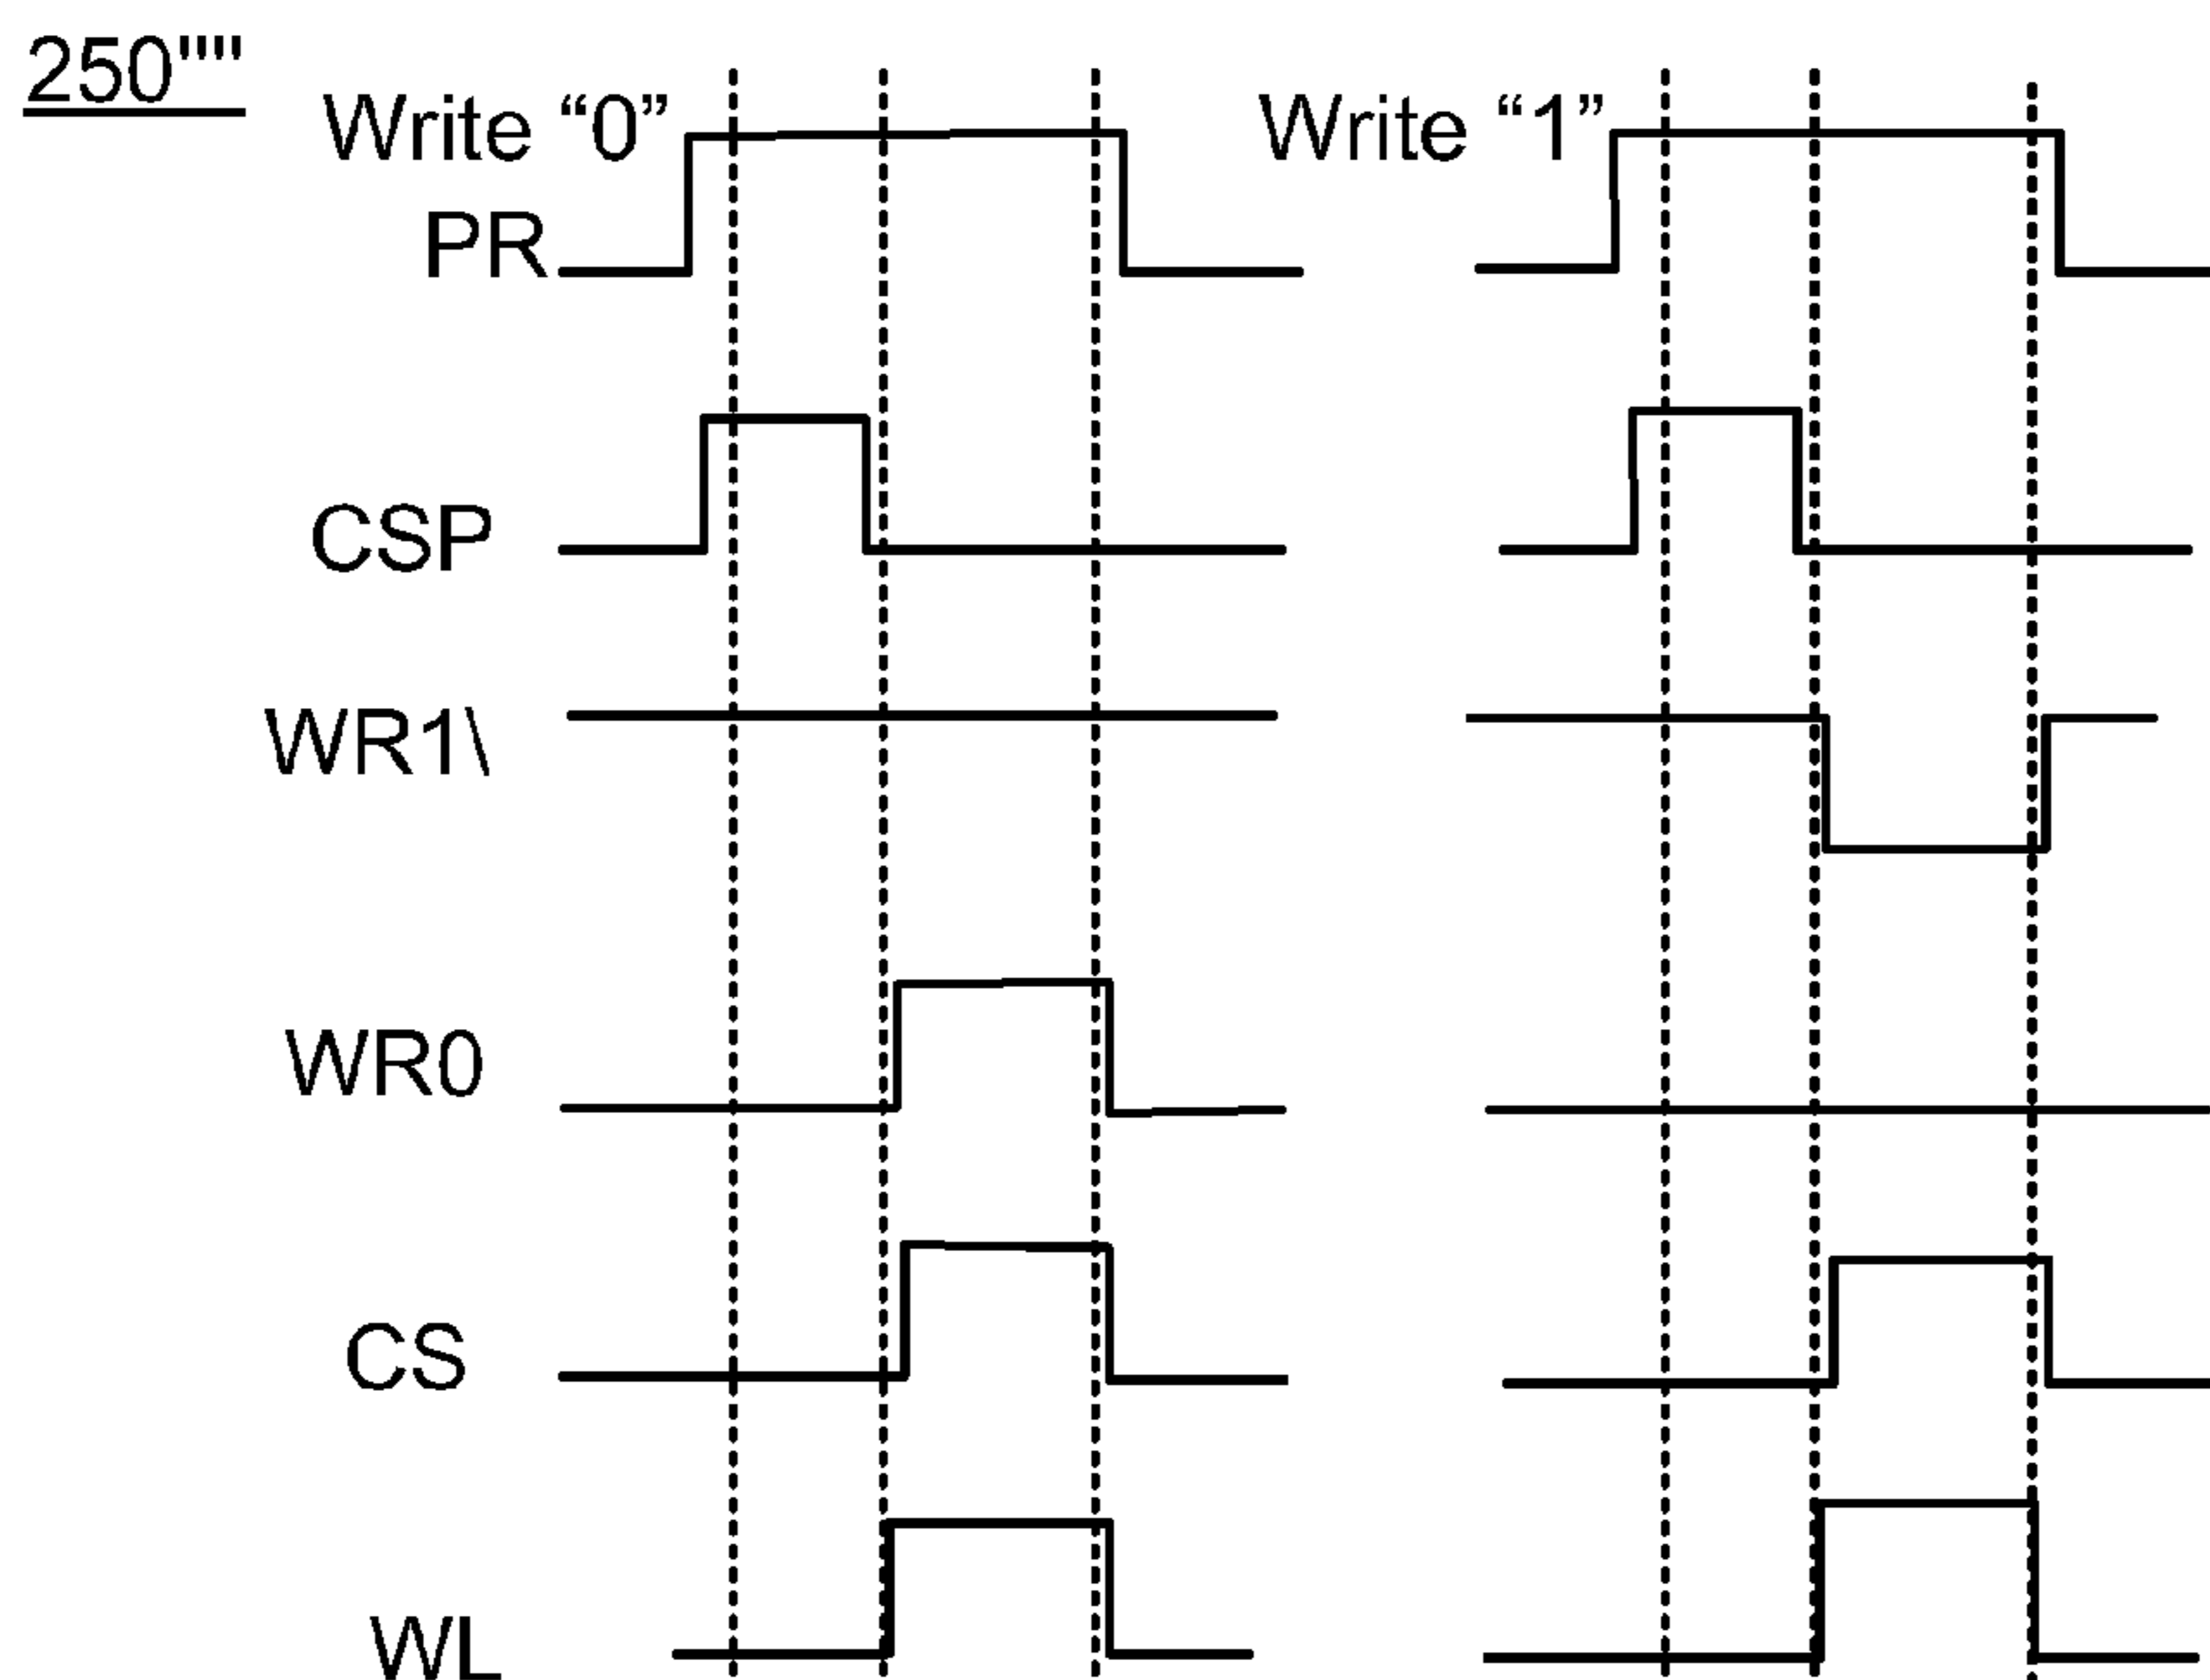 250""
Write “0”
Write “1”
PR
CSP
WR1\
WR0
CS
WL